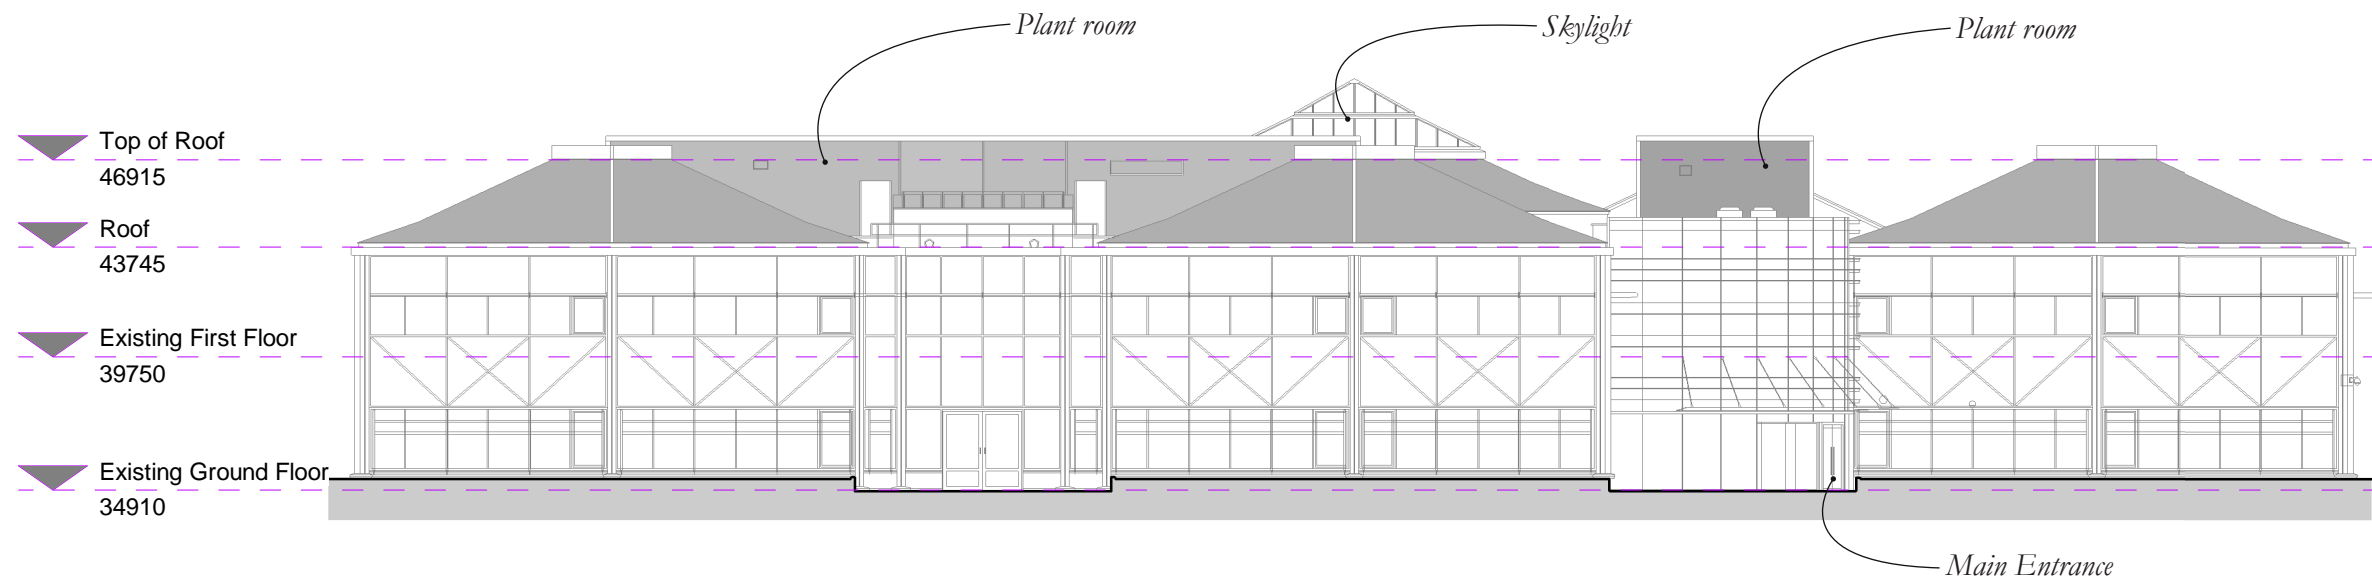 Plant room
Skylight
Plant room
Top of Roof
46915
Roof
43745
Existing First Floor
39750
Existing Ground Floor
34910
Main Entrance